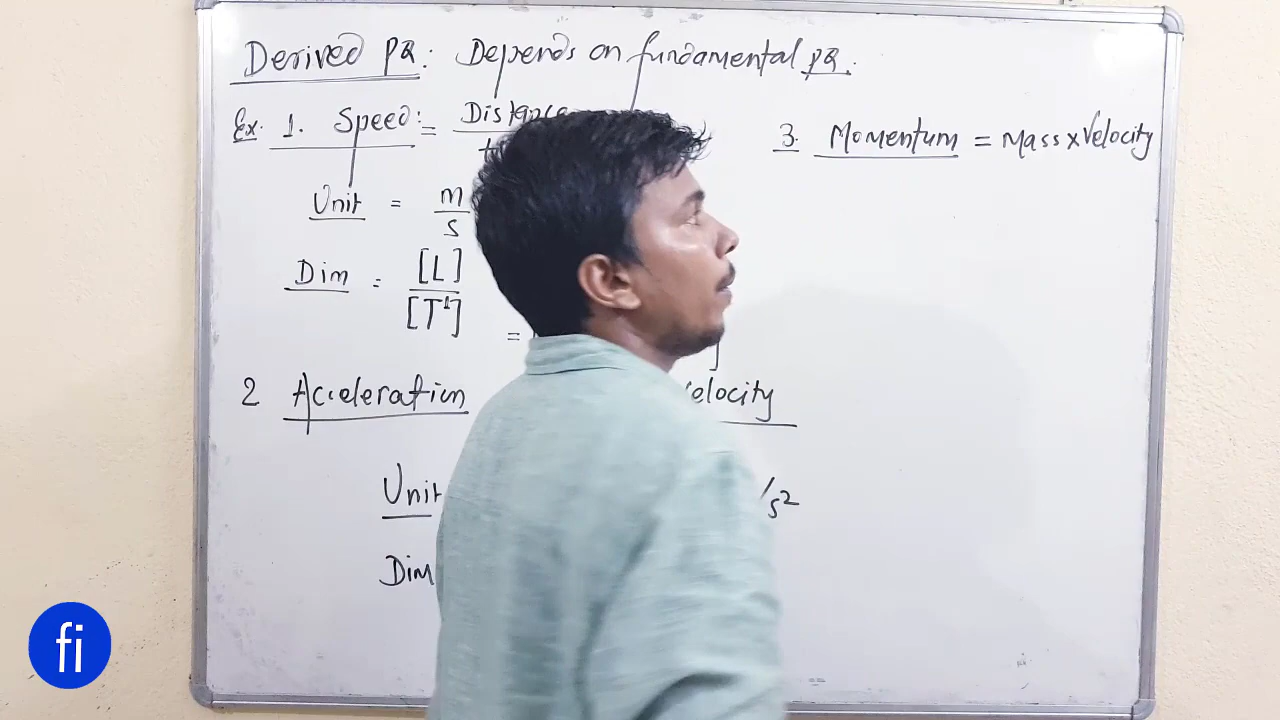 Derived PQ: Depends on fundamental PQ.
Ex: 1. Speed: = Distance
Unit = m
s
Dim = [L]
[T¹]
=
2 Acceleration
Unit /s²
Dim
3. Momentum = Mass x Velocity
fi